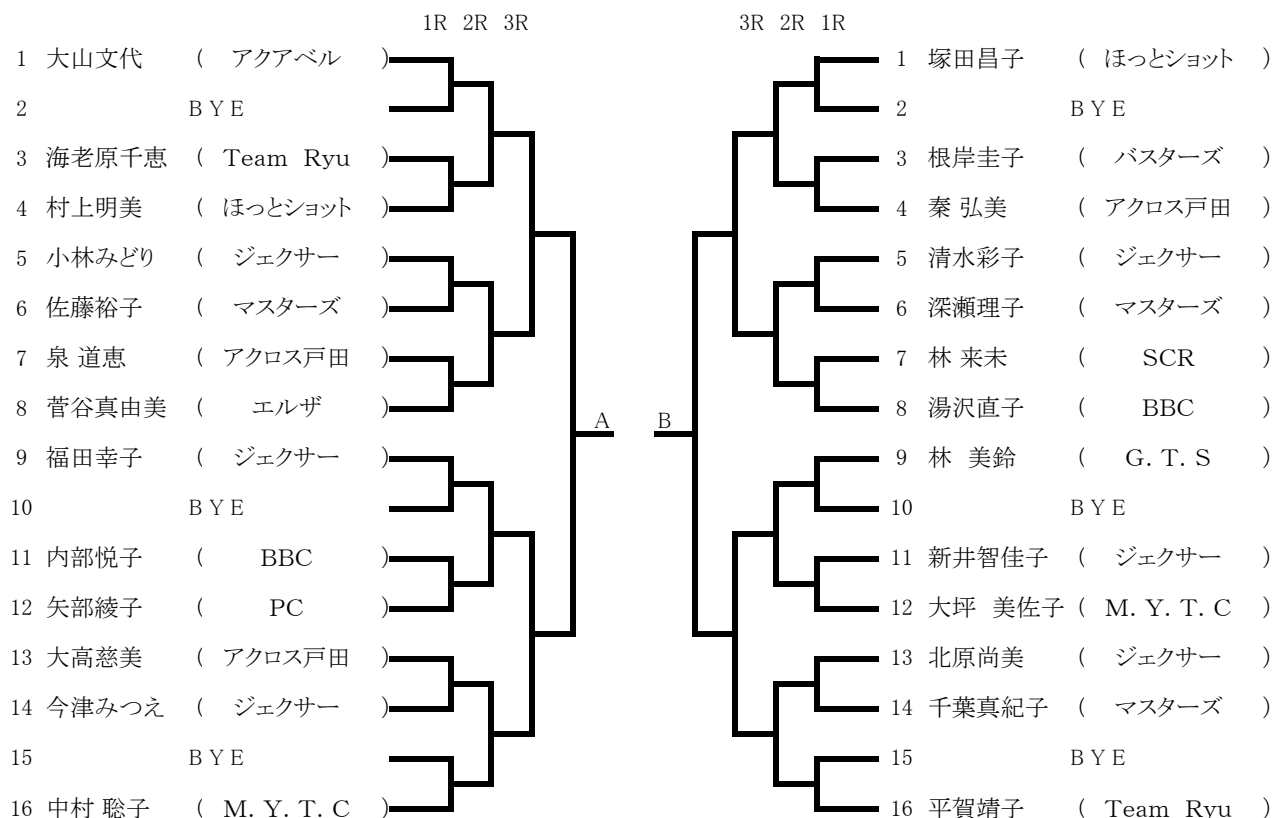 1R 2R 3R 3R 2R 1R
1 大山文代 ( アクアベル ) 1 塚田昌子 ( ほっとショット )
2 BYE 2 BYE
3 海老原千恵 ( Team Ryu ) 3 根岸圭子 ( バスターズ )
4 村上明美 ( ほっとショット ) 4 秦 弘美 ( アクロス戸田 )
5 小林みどり ( ジェクサー ) 5 清水彩子 ( ジェクサー )
6 佐藤裕子 ( マスターズ ) 6 深瀬理子 ( マスターズ )
7 泉 道恵 ( アクロス戸田 ) 7 林 来未 ( SCR )
8 菅谷真由美 ( エルザ ) 8 湯沢直子 ( BBC )
A B
9 福田幸子 ( ジェクサー ) 9 林 美鈴 ( G.T.S )
10 BYE 10 BYE
11 内部悦子 ( BBC ) 11 新井智佳子 ( ジェクサー )
12 矢部綾子 ( PC ) 12 大坪 美佐子 ( M.Y.T.C )
13 大高慈美 ( アクロス戸田 ) 13 北原尚美 ( ジェクサー )
14 今津みつえ ( ジェクサー ) 14 千葉真紀子 ( マスターズ )
15 BYE 15 BYE
16 中村 聡子 ( M.Y.T.C ) 16 平賀靖子 ( Team Ryu )